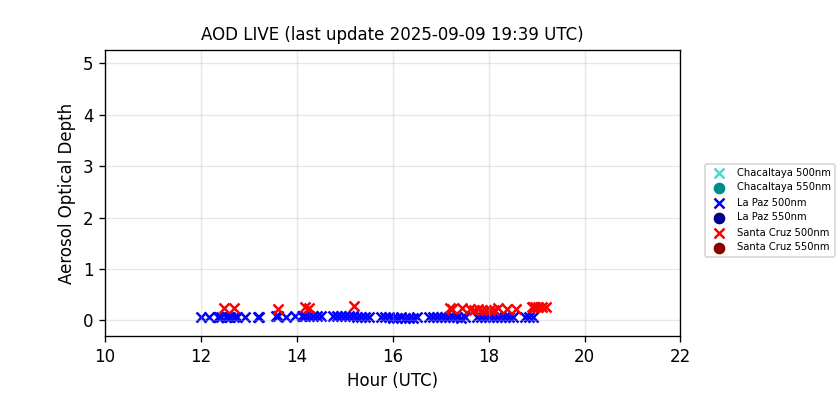 AOD LIVE (last update 2025-09-09 19:39 UTC)
Aerosol Optical Depth
5
4
3
2
1
0
10 12 14 16 18 20 22
Hour (UTC)
Chacaltaya 500nm
Chacaltaya 550nm
La Paz 500nm
La Paz 550nm
Santa Cruz 500nm
Santa Cruz 550nm